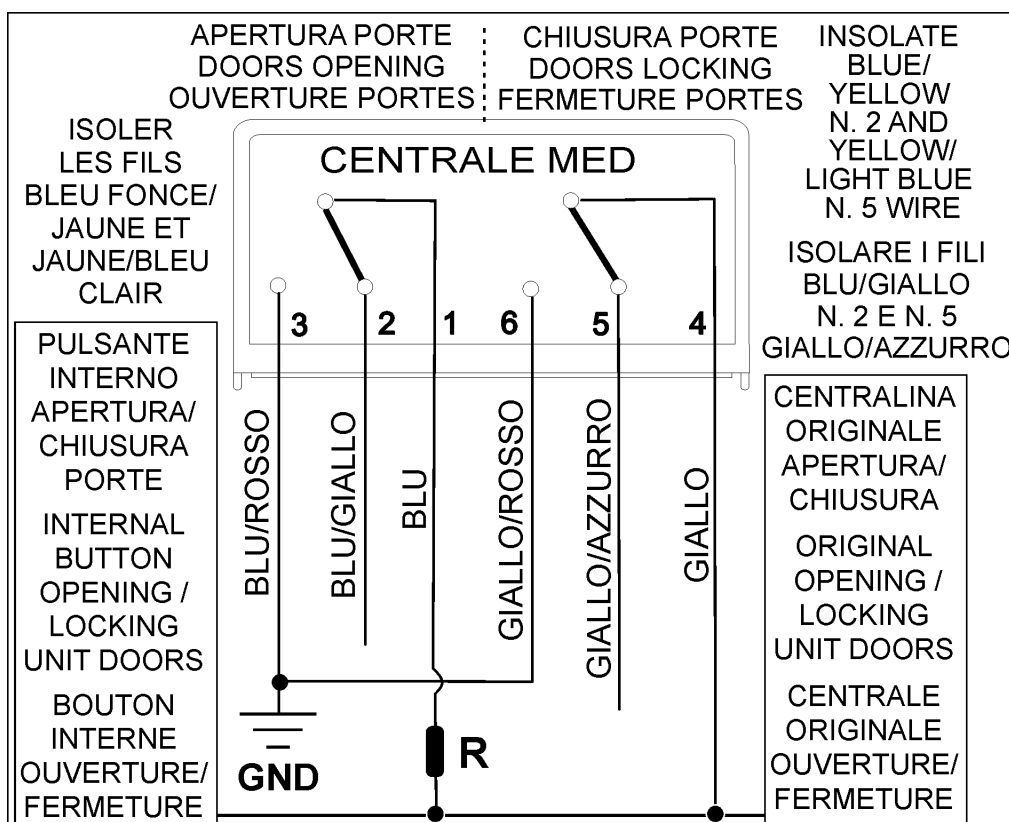 APERTURA PORTE
DOORS OPENING
OUVERTURE PORTES
CHIUSURA PORTE
DOORS LOCKING
FERMETURE PORTES
INSOLATE
BLUE/
YELLOW
N. 2 AND
YELLOW/
LIGHT BLUE
N. 5 WIRE
ISOLER
LES FILS
BLEU FONCE/
JAUNE ET
JAUNE/BLEU
CLAIR
CENTRALE MED
ISOLARE I FILI
BLU/GIALLO
N. 2 E N. 5
GIALLO/AZZURRO
3 2 1 6 5 4
PULSANTE
INTERNO
APERTURA/
CHIUSURA
PORTE
INTERNAL
BUTTON
OPENING /
LOCKING
UNIT DOORS
BOUTON
INTERNE
OUVERTURE/
FERMETURE
BLU/ROSSO
BLU/GIALLO
BLU
GIALLO/ROSSO
GIALLO/AZZURRO
GIALLO
GND
R
CENTRALINA
ORIGINALE
APERTURA/
CHIUSURA
ORIGINAL
OPENING /
LOCKING
UNIT DOORS
CENTRALE
ORIGINALE
OUVERTURE/
FERMETURE